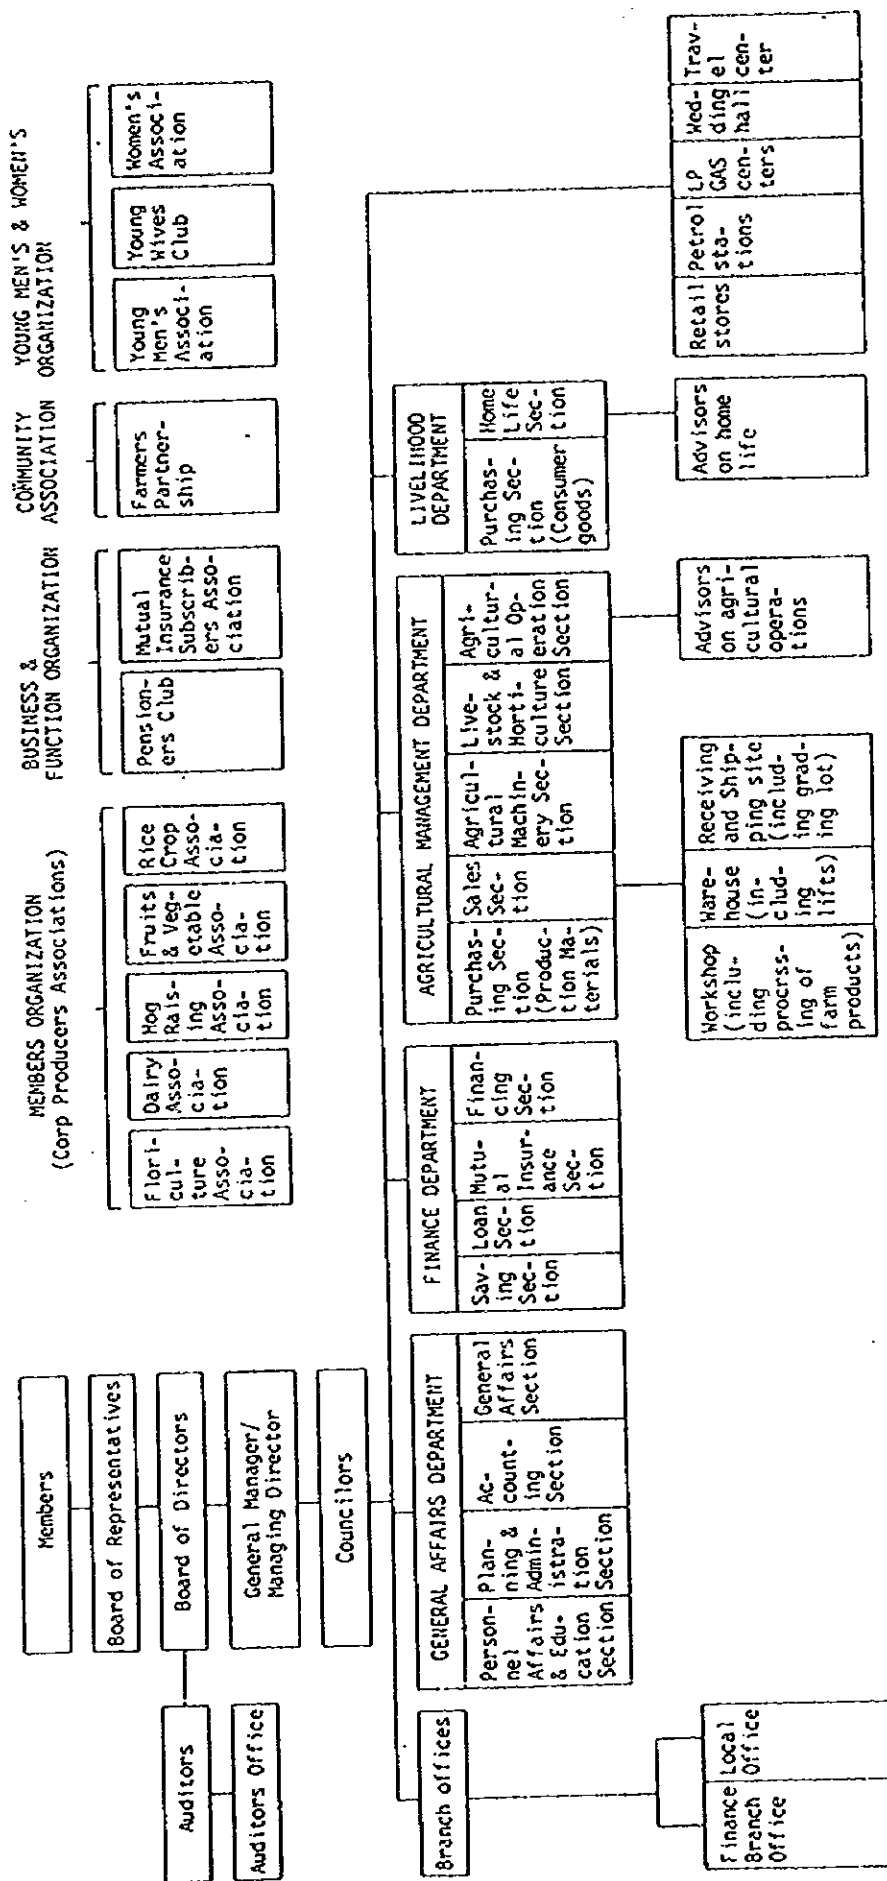 MEMBERS ORGANIZATION
(Corp Producers Associations)
Flori-
cul-
ture
Asso-
cia-
tion
Dairy
Asso-
cia-
tion
Hog
Rais-
ing
Asso-
cia-
tion
Fruits
& Veg-
etable
Asso-
cia-
tion
Rice
Crop
Asso-
cia-
tion
BUSINESS &
FUNCTION ORGANIZATION
Pension-
ers Club
Mutual
Insurance
Subscrib-
ers Asso-
ciation
COMMUNITY
ASSOCIATION
Farmers
Partner-
ship
YOUNG MEN'S & WOMEN'S
ORGANIZATION
Young
Men's
Associ-
ation
Young
Wives
Club
Women's
Associ-
ation
Members
Board of Representatives
Board of Directors
Auditors
Auditors Office
General Manager/
Managing Director
Councilors
Branch offices
Finance
Branch
Office
Local
Office
GENERAL AFFAIRS DEPARTMENT
Person-
nel
Affairs
& Edu-
cation
Section
Plan-
ning &
Admin-
istra-
tion
Section
Ac-
count-
ing
Section
General
Affairs
Section
FINANCE DEPARTMENT
Sav-
ing
Sec-
tion
Loan
Sec-
tion
Mutu-
al
Insur-
ance
Sec-
tion
Finan-
cing
Sec-
tion
AGRICULTURAL MANAGEMENT DEPARTMENT
Purchas-
ing Sec-
tion
(Produc-
tion Ma-
terials)
Sales
Sec-
tion
Agricul-
tural
Machin-
ery Sec-
tion
Live-
stock &
Horti-
culture
Section
Agri-
cultur-
al Op-
eration
Section
Workshop
(inclu-
ding
procrss-
ing of
farm
products)
Ware-
house
(in-
clud-
ing
lifts)
Receiving
and Ship-
ping site
(includ-
ing grad-
ing lot)
Advisors
on agri-
cultural
opera-
tions
LIVELIHOOD
DEPARTMENT
Purchas-
ing Sec-
tion
(Consumer
goods)
Home
Life
Sec-
tion
Advisors
on home
life
Retail
stores
Petrol
sta-
tions
LP
GAS
cen-
ters
Wed-
ding
hall
Trav-
el
cen-
ter